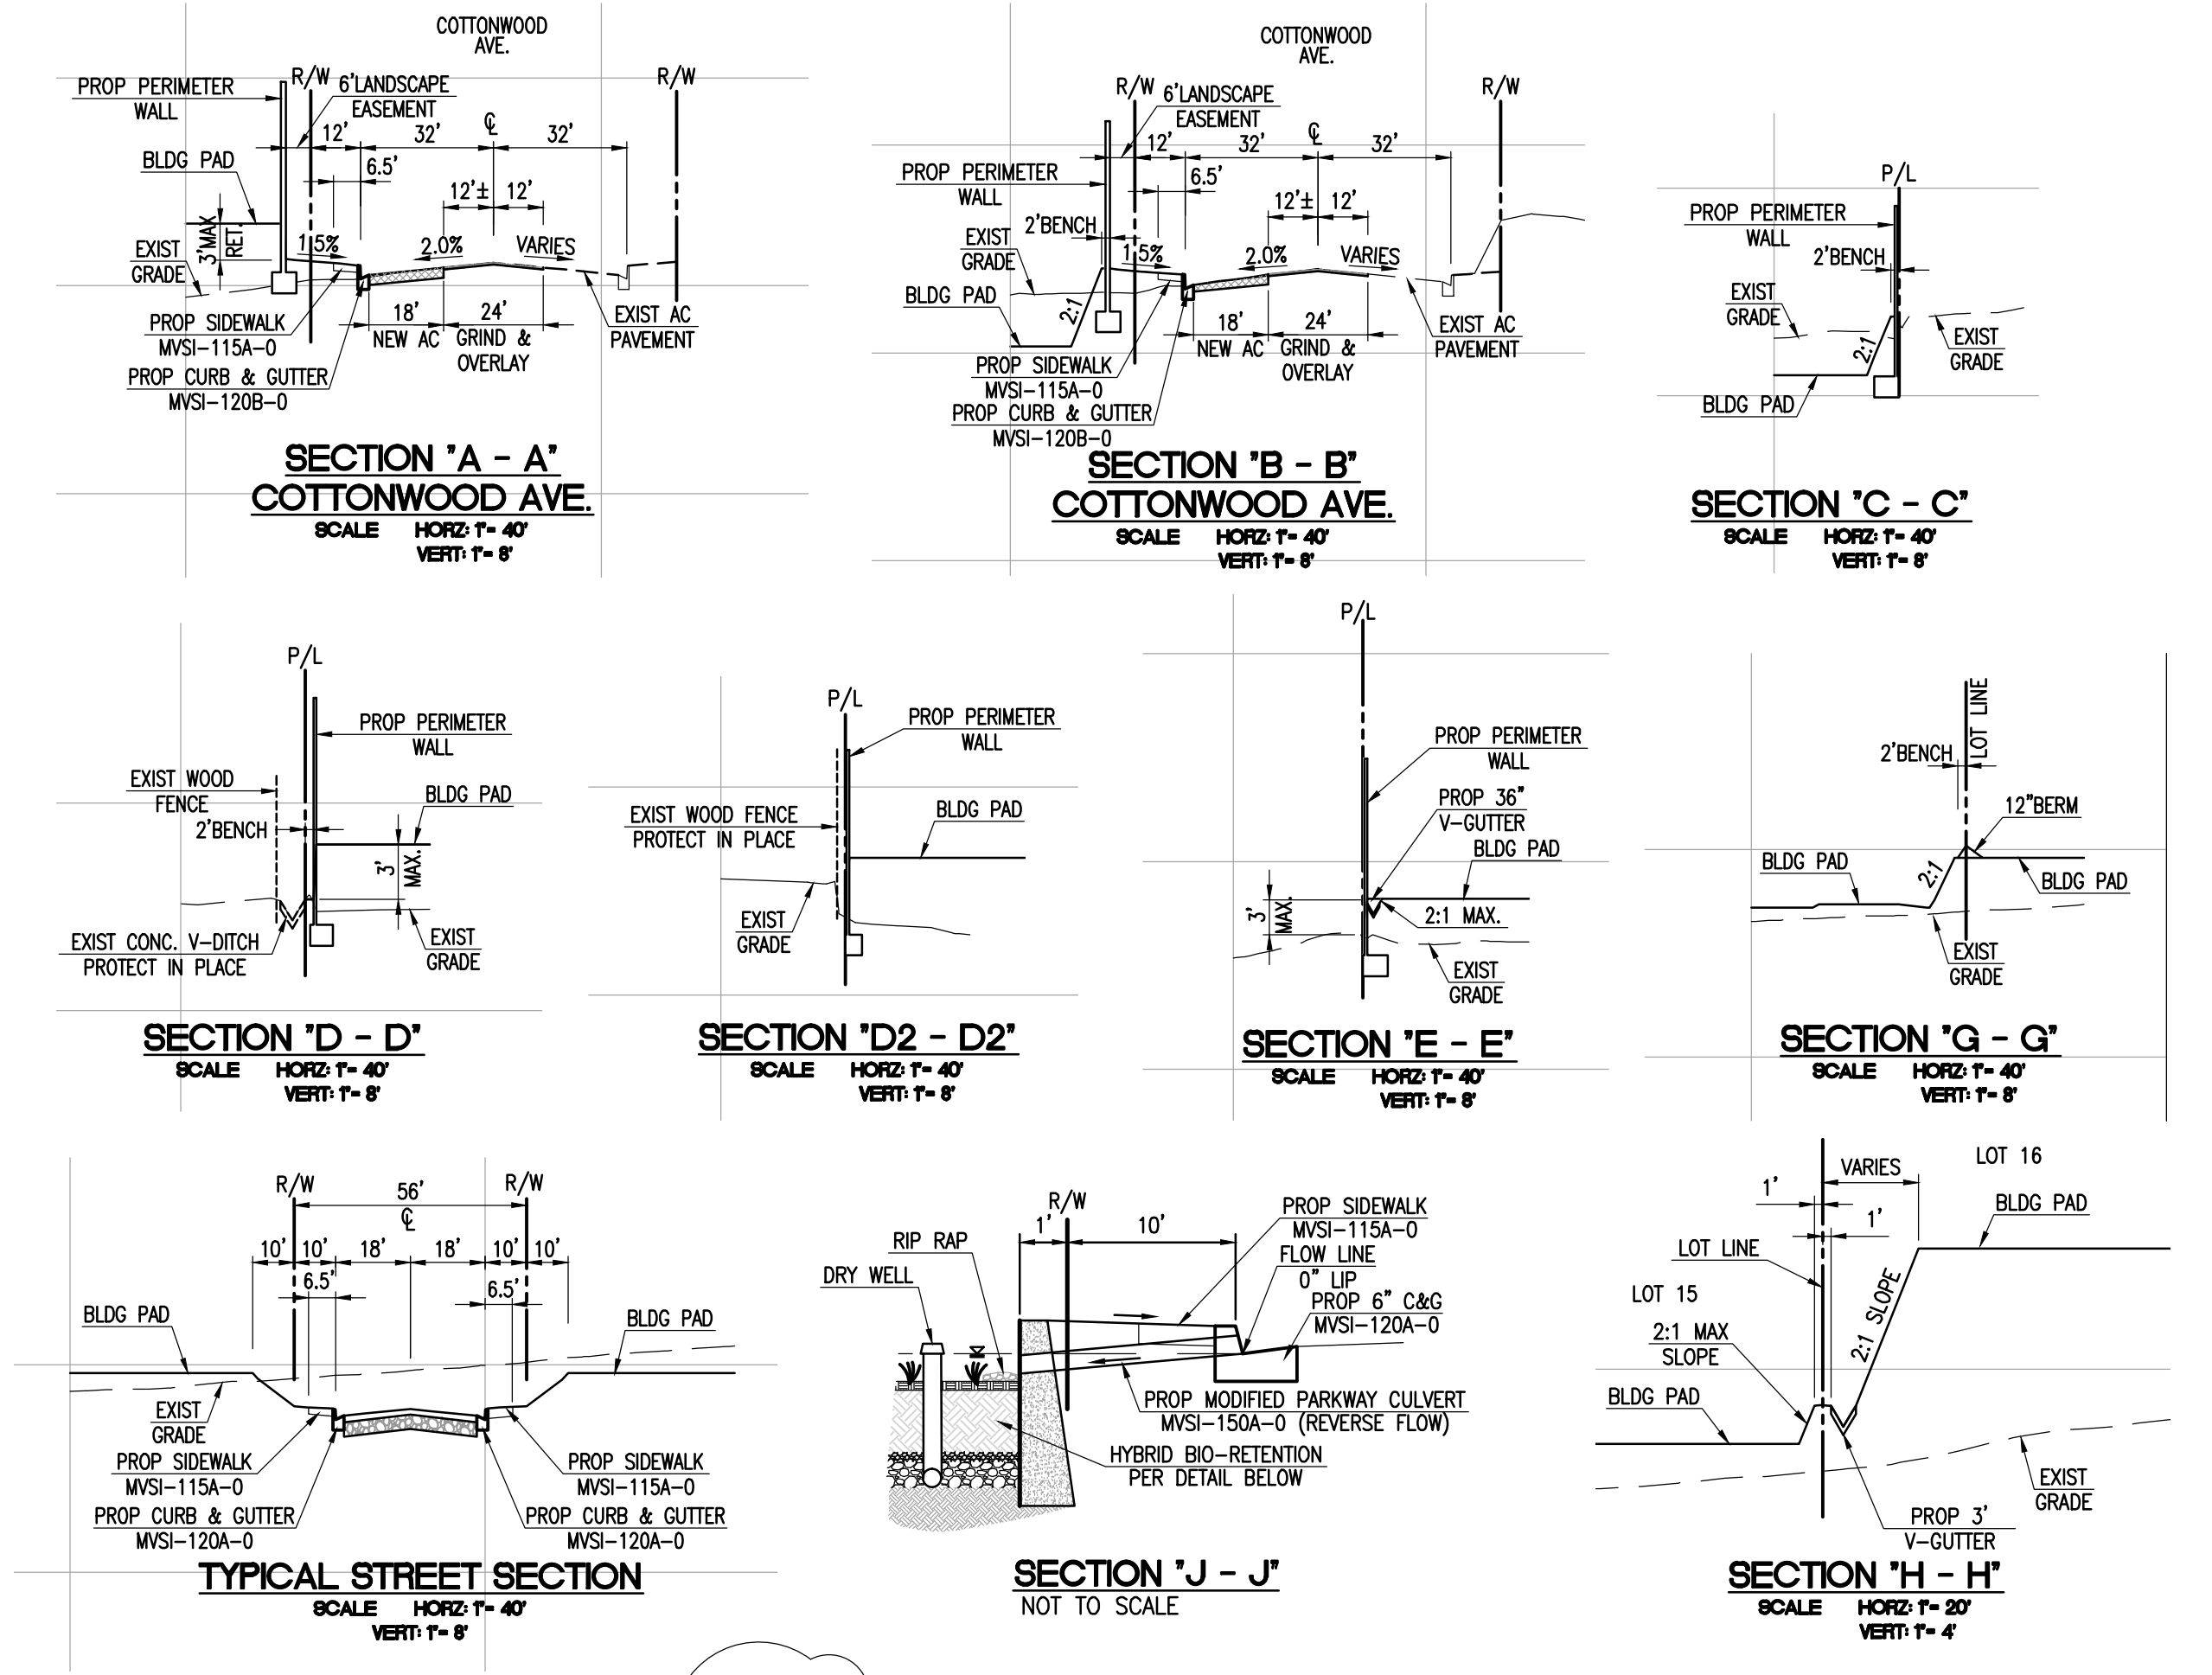 COTTONWOOD
AVE.
R/W
R/W
PROP PERIMETER
WALL
6'LANDSCAPE
EASEMENT
12'
32'
℄
32'
BLDG PAD
6.5'
12'±
12'
3'MAX
RET.
EXIST
GRADE
1.5%
2.0%
VARIES
PROP SIDEWALK
MVSI-115A-0
18'
NEW AC
24'
GRIND &
OVERLAY
EXIST AC
PAVEMENT
PROP CURB & GUTTER
MVSI-120B-0
SECTION "A - A"
COTTONWOOD AVE.
SCALE HORZ: 1"= 40'
VERT: 1"= 8'
COTTONWOOD
AVE.
R/W
R/W
6'LANDSCAPE
EASEMENT
12'
32'
℄
32'
PROP PERIMETER
WALL
6.5'
12'±
12'
2'BENCH
EXIST
GRADE
1.5%
2.0%
VARIES
BLDG PAD
2:1
18'
NEW AC
24'
GRIND &
OVERLAY
EXIST AC
PAVEMENT
PROP SIDEWALK
MVSI-115A-0
PROP CURB & GUTTER
MVSI-120B-0
SECTION "B - B"
COTTONWOOD AVE.
SCALE HORZ: 1"= 40'
VERT: 1"= 8'
P/L
PROP PERIMETER
WALL
2'BENCH
EXIST
GRADE
EXIST
GRADE
2:1
BLDG PAD
SECTION "C - C"
SCALE HORZ: 1"= 40'
VERT: 1"= 8'
P/L
PROP PERIMETER
WALL
EXIST WOOD
FENCE
BLDG PAD
2'BENCH
3'
MAX.
EXIST CONC. V-DITCH
PROTECT IN PLACE
EXIST
GRADE
SECTION "D - D"
SCALE HORZ: 1"= 40'
VERT: 1"= 8'
P/L
PROP PERIMETER
WALL
EXIST WOOD FENCE
PROTECT IN PLACE
BLDG PAD
EXIST
GRADE
SECTION "D2 - D2"
SCALE HORZ: 1"= 40'
VERT: 1"= 8'
P/L
PROP PERIMETER
WALL
PROP 36"
V-GUTTER
BLDG PAD
3'
MAX.
2:1 MAX.
EXIST
GRADE
SECTION "E - E"
SCALE HORZ: 1"= 40'
VERT: 1"= 8'
LOT LINE
2'BENCH
12"BERM
BLDG PAD
2:1
BLDG PAD
EXIST
GRADE
SECTION "G - G"
SCALE HORZ: 1"= 40'
VERT: 1"= 8'
R/W
R/W
56'
℄
10'
10'
18'
18'
10'
10'
6.5'
6.5'
BLDG PAD
BLDG PAD
EXIST
GRADE
PROP SIDEWALK
MVSI-115A-0
PROP SIDEWALK
MVSI-115A-0
PROP CURB & GUTTER
MVSI-120A-0
PROP CURB & GUTTER
MVSI-120A-0
TYPICAL STREET SECTION
SCALE HORZ: 1"= 40'
VERT: 1"= 8'
R/W
1'
10'
PROP SIDEWALK
MVSI-115A-0
RIP RAP
FLOW LINE
0" LIP
DRY WELL
PROP 6" C&G
MVSI-120A-0
PROP MODIFIED PARKWAY CULVERT
MVSI-150A-0 (REVERSE FLOW)
HYBRID BIO-RETENTION
PER DETAIL BELOW
SECTION "J - J"
NOT TO SCALE
VARIES
LOT 16
1'
BLDG PAD
1'
LOT LINE
LOT 15
2:1 SLOPE
2:1 MAX
SLOPE
BLDG PAD
EXIST
GRADE
PROP 3'
V-GUTTER
SECTION "H - H"
SCALE HORZ: 1"= 20'
VERT: 1"= 4'